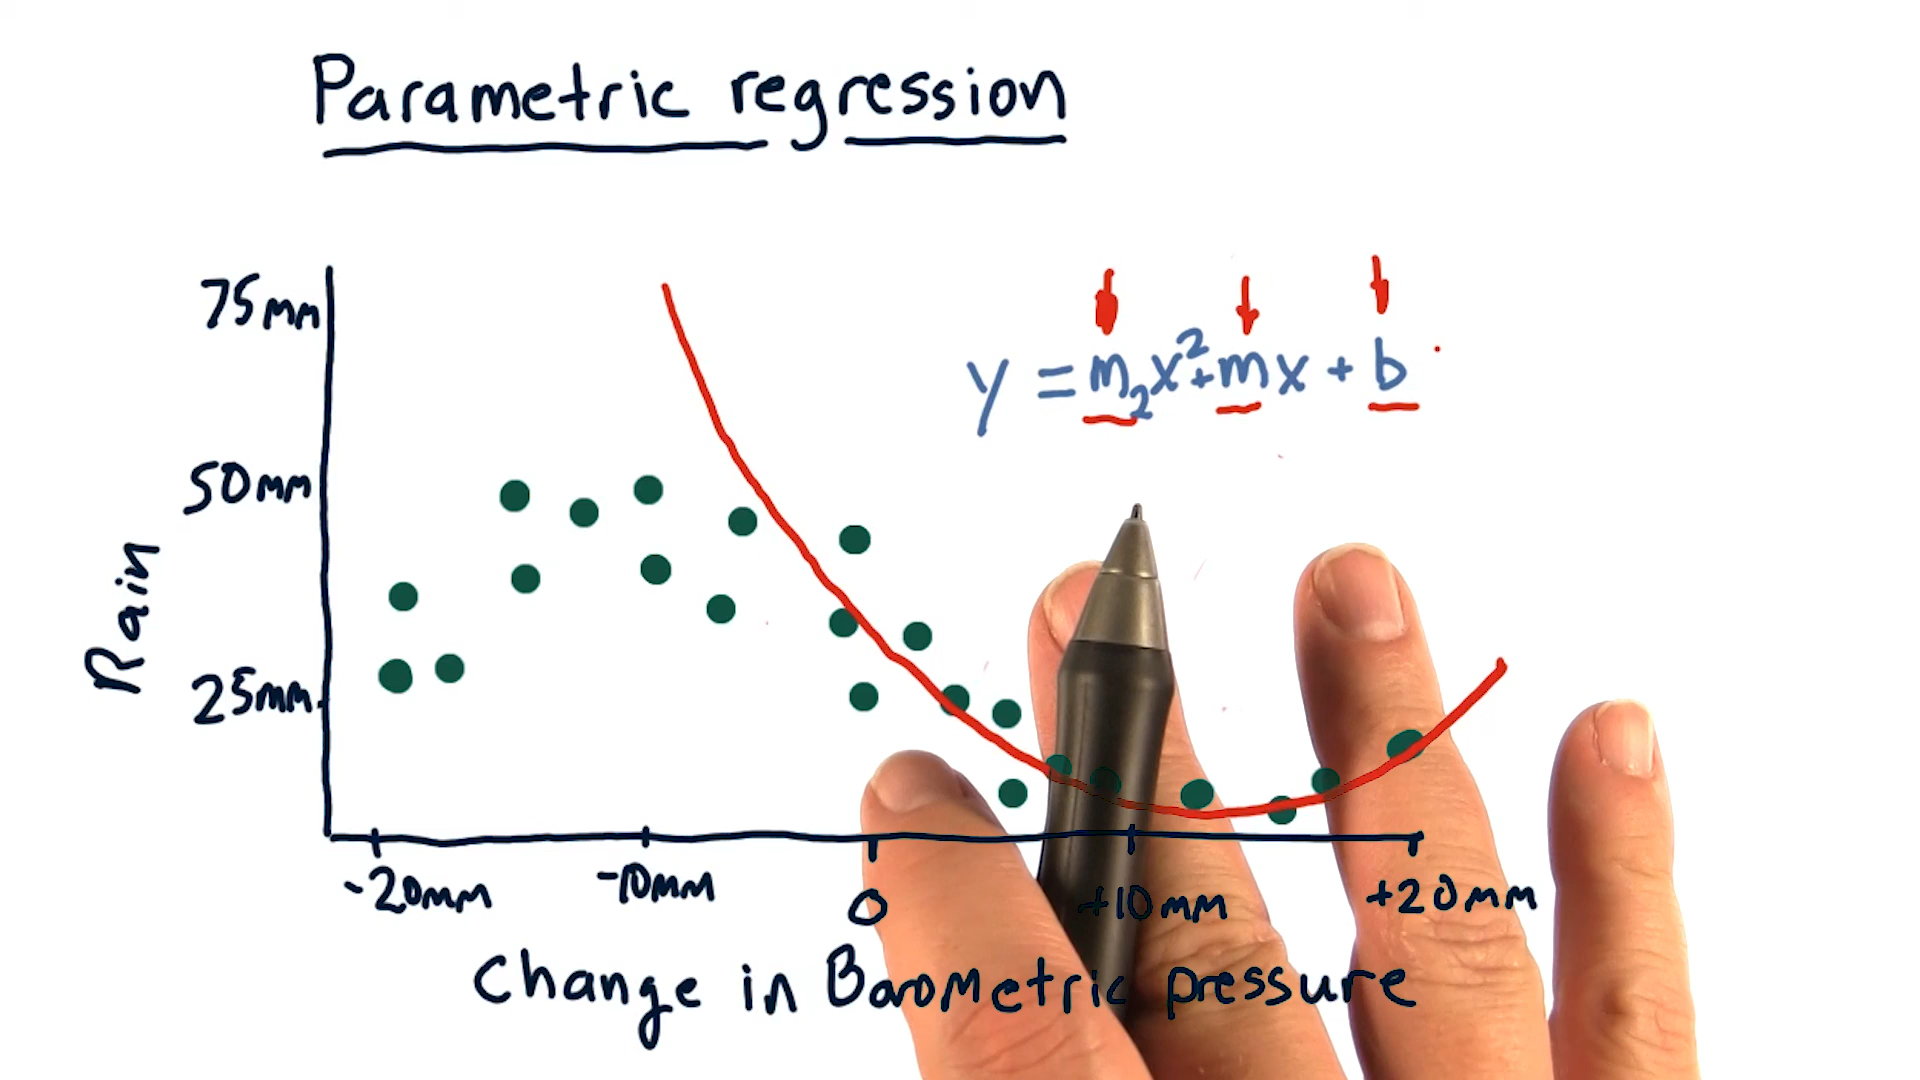 Parametric regression
75mm
y = m₂x² + mx + b
50mm
Rain
25mm
-20mm -10mm 0 +10mm +20mm
Change in Barometric pressure